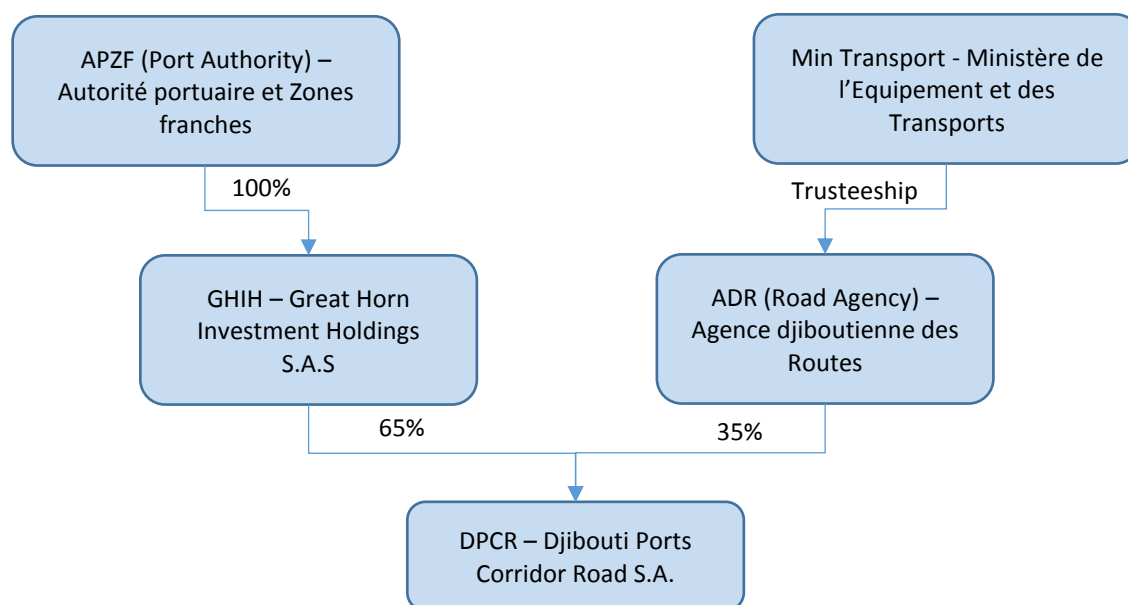 APZF (Port Authority) –
Autorité portuaire et Zones
franches
Min Transport - Ministère de
l’Equipement et des
Transports
100%
Trusteeship
GHIH – Great Horn
Investment Holdings
S.A.S
ADR (Road Agency) –
Agence djiboutienne des
Routes
65%
35%
DPCR – Djibouti Ports
Corridor Road S.A.